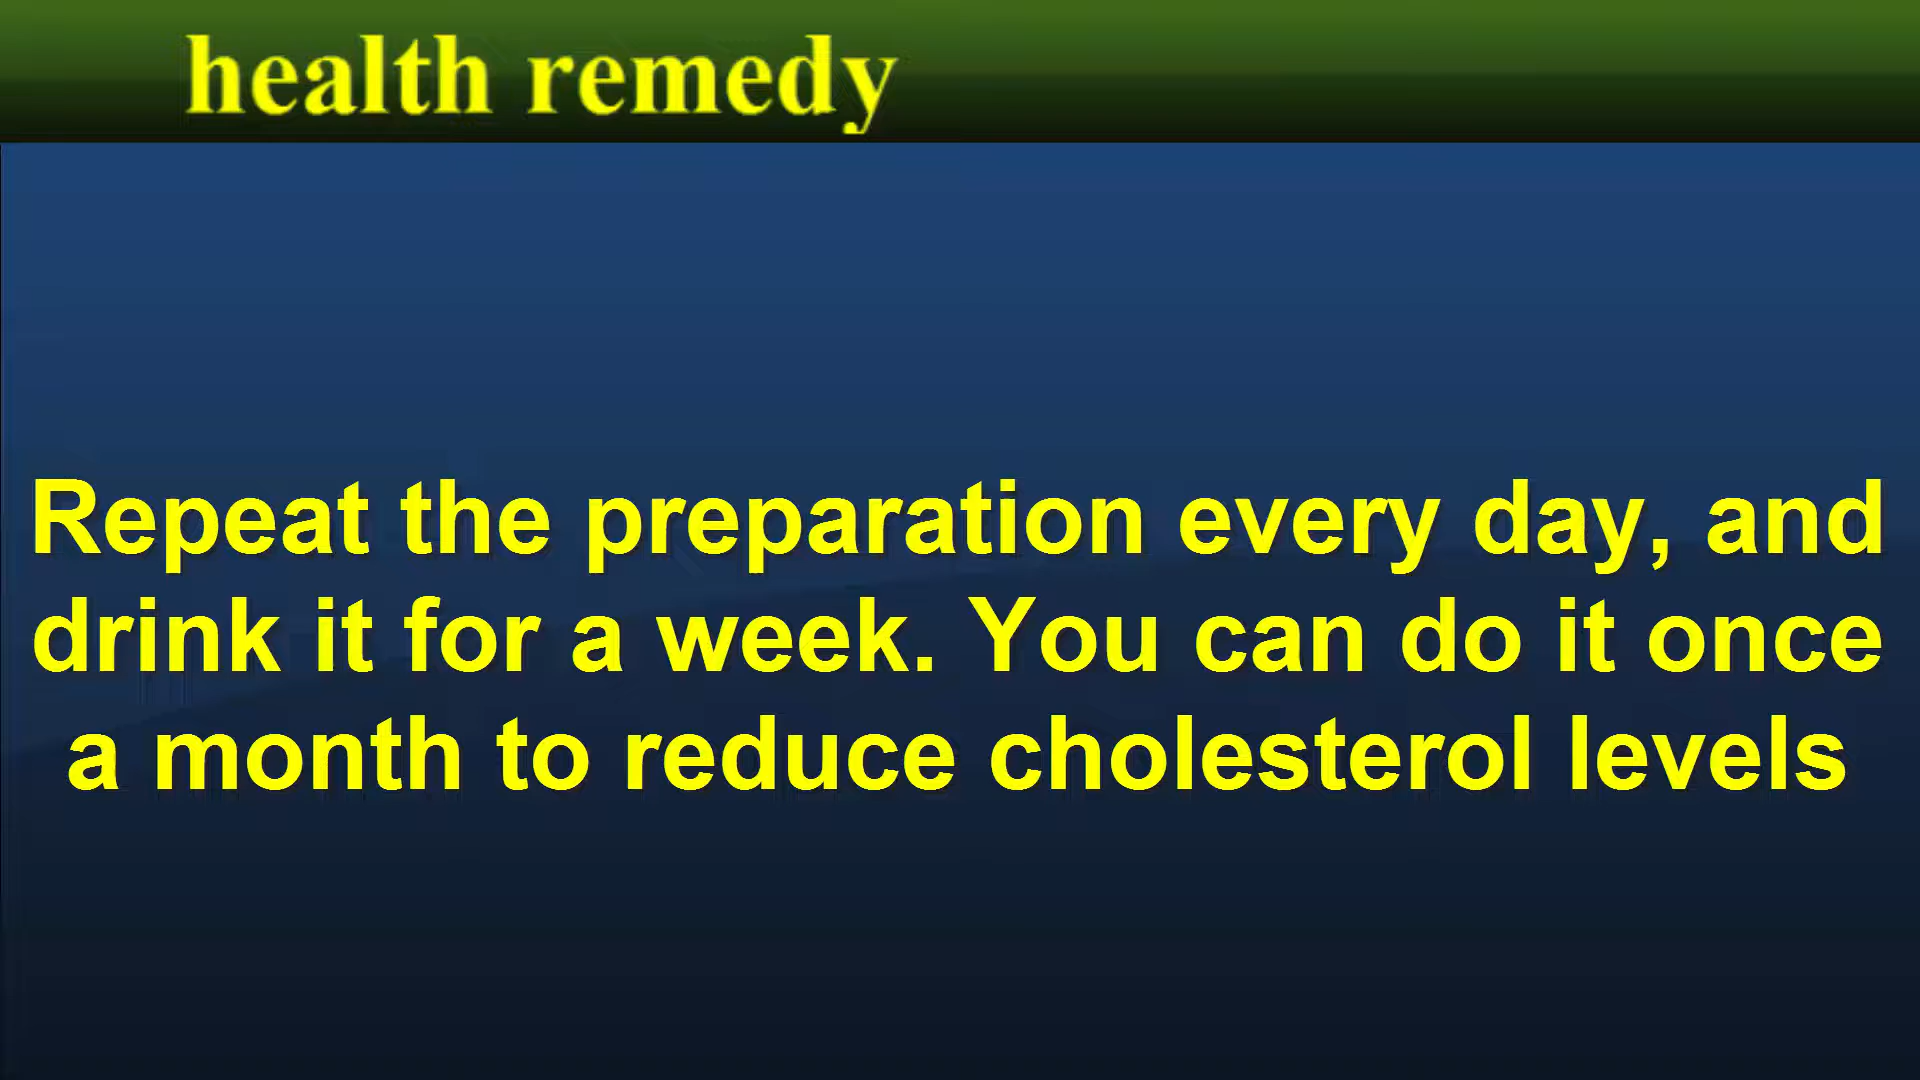 health remedy
Repeat the preparation every day, and
drink it for a week. You can do it once
a month to reduce cholesterol levels